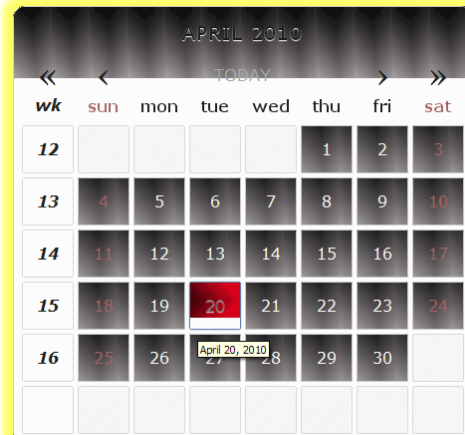 APRIL 2010
« ‹ TODAY › »
wk sun mon tue wed thu fri sat
12 1 2 3
13 4 5 6 7 8 9 10
14 11 12 13 14 15 16 17
15 18 19 20 21 22 23 24
16 25 26 27 28 29 30
April 20, 2010